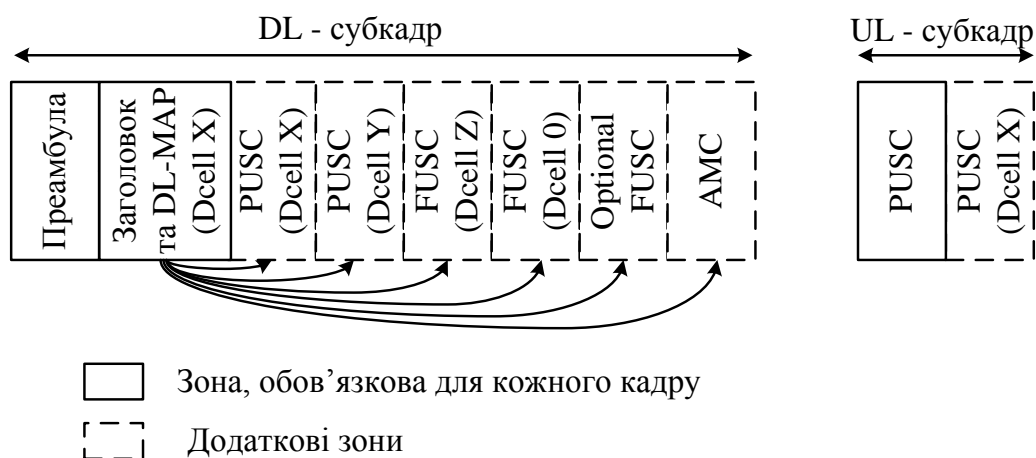 DL - субкадр
UL - субкадр
Преамбула
Заголовок
та DL-MAP
(Dcell X)
PUSC
(Dcell X)
PUSC
(Dcell Y)
FUSC
(Dcell Z)
FUSC
(Dcell 0)
Optional
FUSC
AMC
PUSC
PUSC
(Dcell X)
Зона, обов’язкова для кожного кадру
Додаткові зони